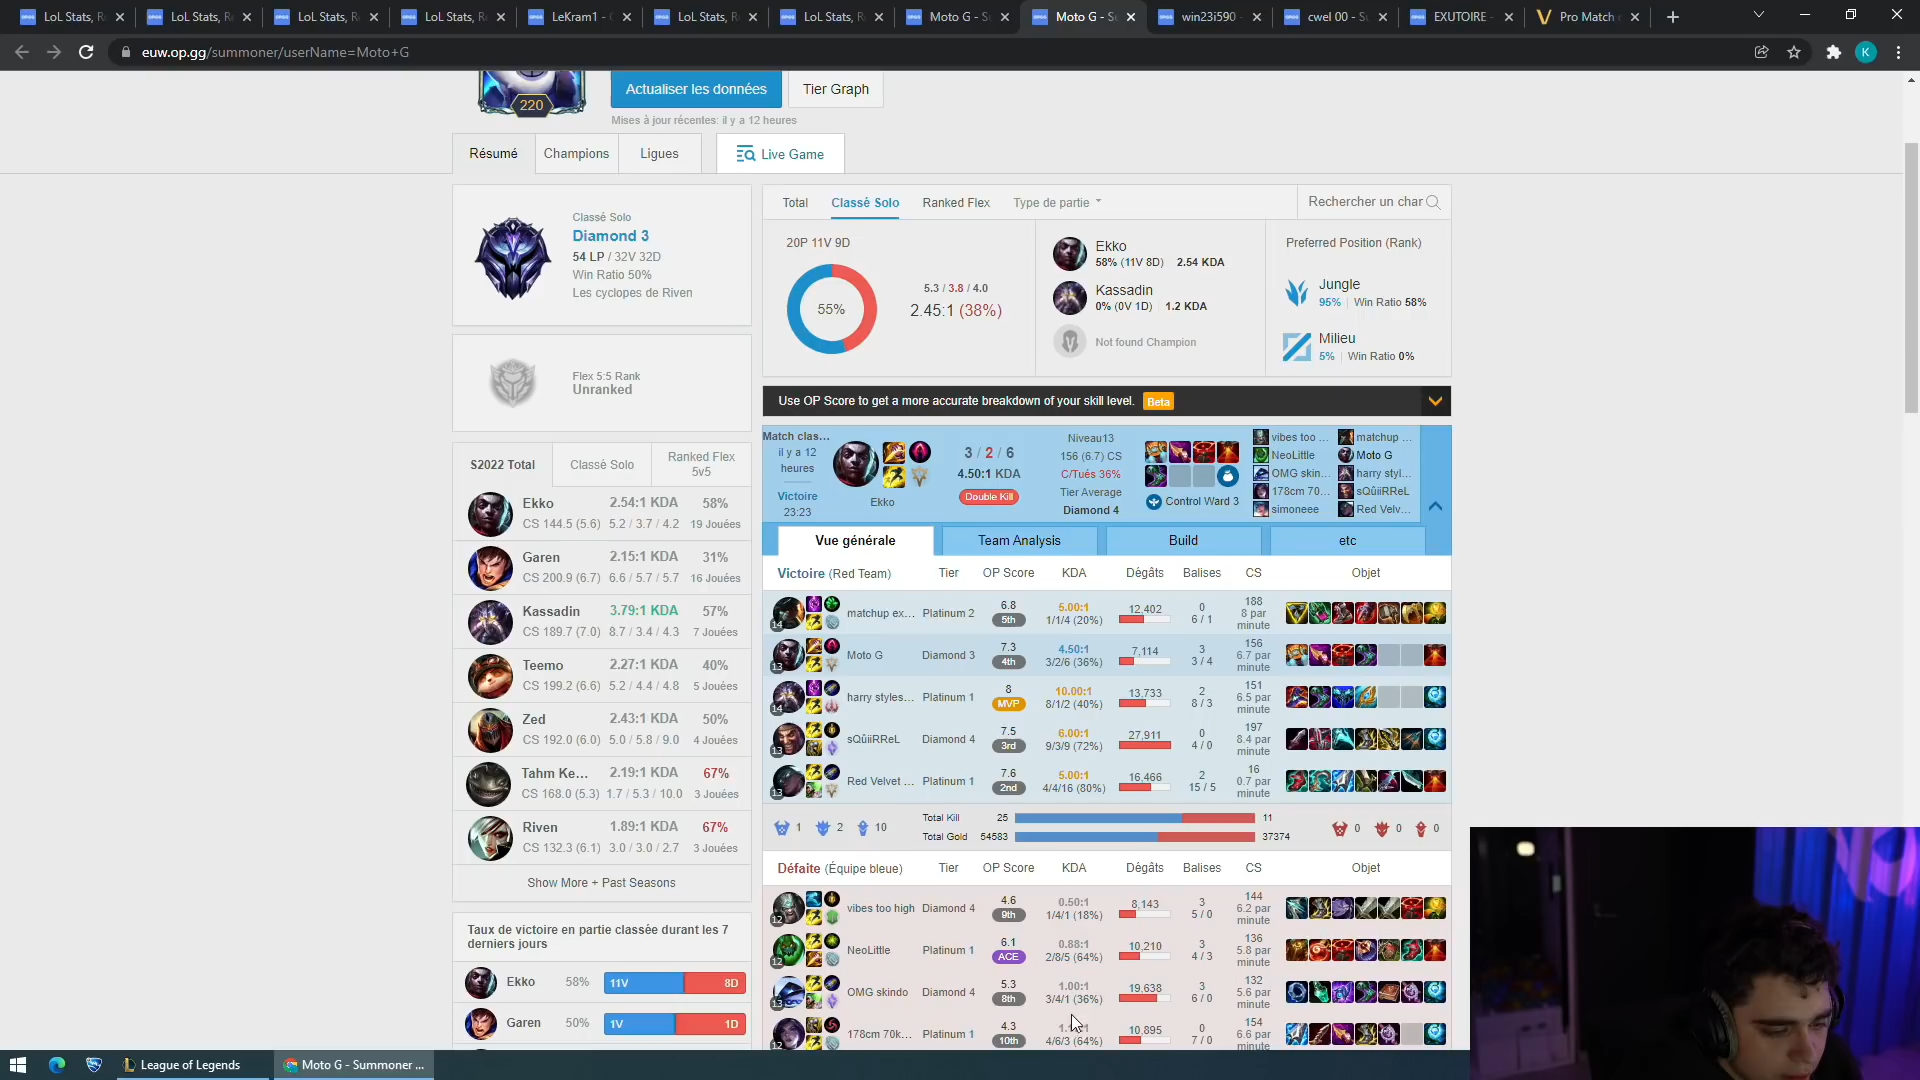 LoL Stats, R
LoL Stats, R
LoL Stats, R
LoL Stats, R
LeKram1 -
LoL Stats, R
LoL Stats, R
Moto G - S
Moto G - S
win23i590 -
cwel 00 - S
EXUTOIRE -
Pro Match
euw.op.gg/summoner/userName=Moto+G
K
220
Actualiser les données
Tier Graph
Mises à jour récentes: il y a 12 heures
Résumé
Champions
Ligues
Live Game
Classé Solo
Diamond 3
54 LP / 32V 32D
Win Ratio 50%
Les cyclopes de Riven
Flex 5:5 Rank
Unranked
S2022 Total
Classé Solo
Ranked Flex 5v5
Ekko 2.54:1 KDA 58%
CS 144.5 (5.6) 5.2 / 3.7 / 4.2 19 Jouées
Garen 2.15:1 KDA 31%
CS 200.9 (6.7) 6.6 / 5.7 / 5.7 16 Jouées
Kassadin 3.79:1 KDA 57%
CS 189.7 (7.0) 8.7 / 3.4 / 4.3 7 Jouées
Teemo 2.27:1 KDA 40%
CS 199.2 (6.6) 5.2 / 4.4 / 4.8 5 Jouées
Zed 2.43:1 KDA 50%
CS 192.0 (6.0) 5.0 / 5.8 / 9.0 4 Jouées
Tahm Ke... 2.19:1 KDA 67%
CS 168.0 (5.3) 1.7 / 5.3 / 10.0 3 Jouées
Riven 1.89:1 KDA 67%
CS 132.3 (6.1) 3.0 / 3.0 / 2.7 3 Jouées
Show More + Past Seasons
Taux de victoire en partie classée durant les 7
derniers jours
Ekko 58% 11V 8D
Garen 50% 1V 1D
Total
Classé Solo
Ranked Flex
Type de partie
Rechercher un char
20P 11V 9D
55%
5.3 / 3.8 / 4.0
2.45:1 (38%)
Ekko
58% (11V 8D) 2.54 KDA
Kassadin
0% (0V 1D) 1.2 KDA
Not found Champion
Preferred Position (Rank)
Jungle
95% | Win Ratio 58%
Milieu
5% | Win Ratio 0%
Use OP Score to get a more accurate breakdown of your skill level. Beta
Match clas...
il y a 12
heures
Victoire
23:23
Ekko
3 / 2 / 6
4.50:1 KDA
Double Kill
Niveau13
156 (6.7) CS
C/Tués 36%
Tier Average
Diamond 4
Control Ward 3
vibes too ...
NeoLittle
OMG skin...
178cm 70...
simoneee
matchup ...
Moto G
harry styl...
sQûiiRReL
Red Velv...
Vue générale
Team Analysis
Build
etc
Victoire (Red Team) Tier OP Score KDA Dégâts Balises CS Objet
14 matchup ex... Platinum 2 6.8 5th 5.00:1 1/1/4 (20%) 12,402 0 6 / 1 188 8 par minute
13 Moto G Diamond 3 7.3 4th 4.50:1 3/2/6 (36%) 7,114 3 3 / 4 156 6.7 par minute
14 harry styles... Platinum 1 8 MVP 10.00:1 8/1/2 (40%) 13,733 2 8 / 3 151 6.5 par minute
13 sQûiiRReL Diamond 4 7.5 3rd 6.00:1 9/3/9 (72%) 27,911 0 4 / 0 197 8.4 par minute
13 Red Velvet ... Platinum 1 7.6 2nd 5.00:1 4/4/16 (80%) 16,466 2 15 / 5 16 0.7 par minute
1 2 10 Total Kill 25 11 0 0 0
Total Gold 54583 37374
Défaite (Équipe bleue) Tier OP Score KDA Dégâts Balises CS Objet
12 vibes too high Diamond 4 4.6 9th 0.50:1 1/4/1 (18%) 8,143 3 5 / 0 144 6.2 par minute
12 NeoLittle Platinum 1 6.1 ACE 0.88:1 2/8/5 (64%) 10,210 3 4 / 3 136 5.8 par minute
13 OMG skindo Diamond 4 5.3 8th 1.00:1 3/4/1 (36%) 19,638 3 6 / 0 132 5.6 par minute
12 178cm 70k... Platinum 1 4.3 10th 4/6/3 (64%) 10,895 0 7 / 0 154 6.6 par minute
League of Legends
Moto G - Summoner ...